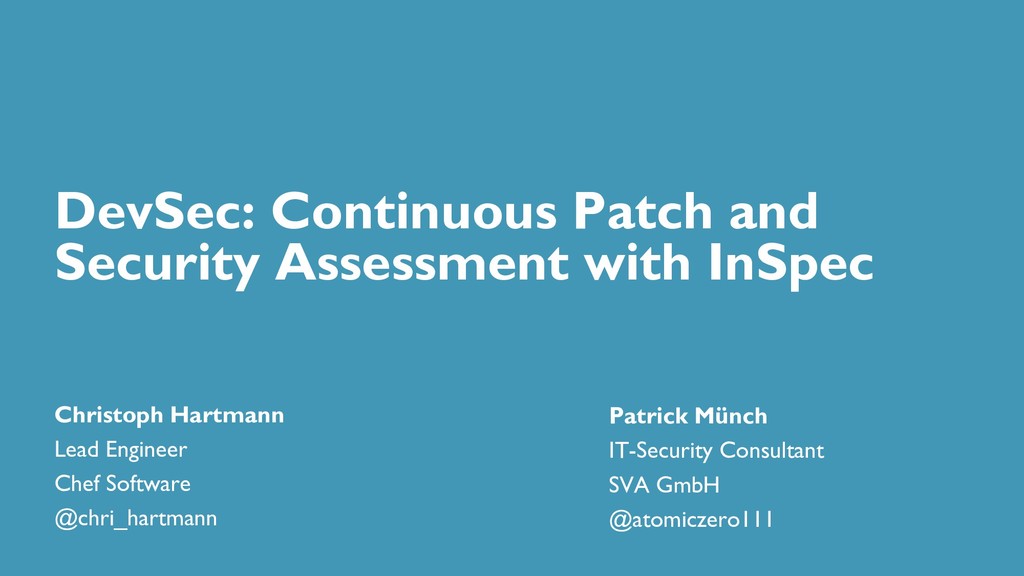 DevSec: Continuous Patch and
Security Assessment with InSpec
Christoph Hartmann
Lead Engineer
Chef Software
@chri_hartmann
Patrick Münch
IT-Security Consultant
SVA GmbH
@atomiczero111